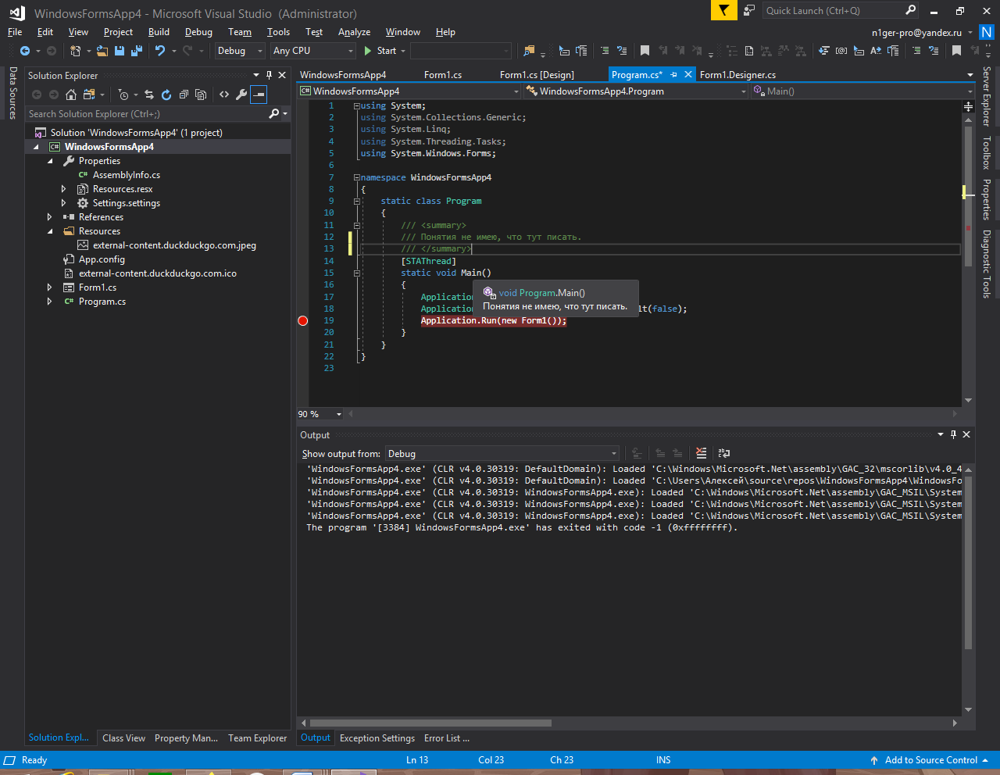 WindowsFormsApp4 - Microsoft Visual Studio (Administrator)
Quick Launch (Ctrl+Q)
File Edit View Project Build Debug Team Tools Test Analyze Window Help
n1ger-pro@yandex.ru N
Debug Any CPU Start
Data Sources
Solution Explorer
Search Solution Explorer (Ctrl+;)
Solution 'WindowsFormsApp4' (1 project)
C# WindowsFormsApp4
Properties
C# AssemblyInfo.cs
Resources.resx
Settings.settings
References
Resources
external-content.duckduckgo.com.jpeg
App.config
external-content.duckduckgo.com.ico
Form1.cs
C# Program.cs
Solution Expl... Class View Property Man... Team Explorer
WindowsFormsApp4 Form1.cs Form1.cs [Design] Program.cs* Form1.Designer.cs
C# WindowsFormsApp4 WindowsFormsApp4.Program Main()
1 using System;
2 using System.Collections.Generic;
3 using System.Linq;
4 using System.Threading.Tasks;
5 using System.Windows.Forms;
6
7 namespace WindowsFormsApp4
8 {
9 static class Program
10 {
11 /// <summary>
12 /// Понятия не имею, что тут писать.
13 /// </summary>
14 [STAThread]
15 static void Main()
16 {
17 Application
18 Application lt(false);
19 Application.Run(new Form1());
20 }
21 }
22 }
23
void Program.Main()
Понятия не имею, что тут писать.
90 %
Output
Show output from: Debug
'WindowsFormsApp4.exe' (CLR v4.0.30319: DefaultDomain): Loaded 'C:\Windows\Microsoft.Net\assembly\GAC_32\mscorlib\v4.0_4
'WindowsFormsApp4.exe' (CLR v4.0.30319: DefaultDomain): Loaded 'C:\Users\Алексей\source\repos\WindowsFormsApp4\WindowsFo
'WindowsFormsApp4.exe' (CLR v4.0.30319: WindowsFormsApp4.exe): Loaded 'C:\Windows\Microsoft.Net\assembly\GAC_MSIL\System
'WindowsFormsApp4.exe' (CLR v4.0.30319: WindowsFormsApp4.exe): Loaded 'C:\Windows\Microsoft.Net\assembly\GAC_MSIL\System
'WindowsFormsApp4.exe' (CLR v4.0.30319: WindowsFormsApp4.exe): Loaded 'C:\Windows\Microsoft.Net\assembly\GAC_MSIL\System
The program '[3384] WindowsFormsApp4.exe' has exited with code -1 (0xffffffff).
Output Exception Settings Error List ...
Server Explorer
Toolbox
Properties
Diagnostic Tools
Ready Ln 13 Col 23 Ch 23 INS Add to Source Control